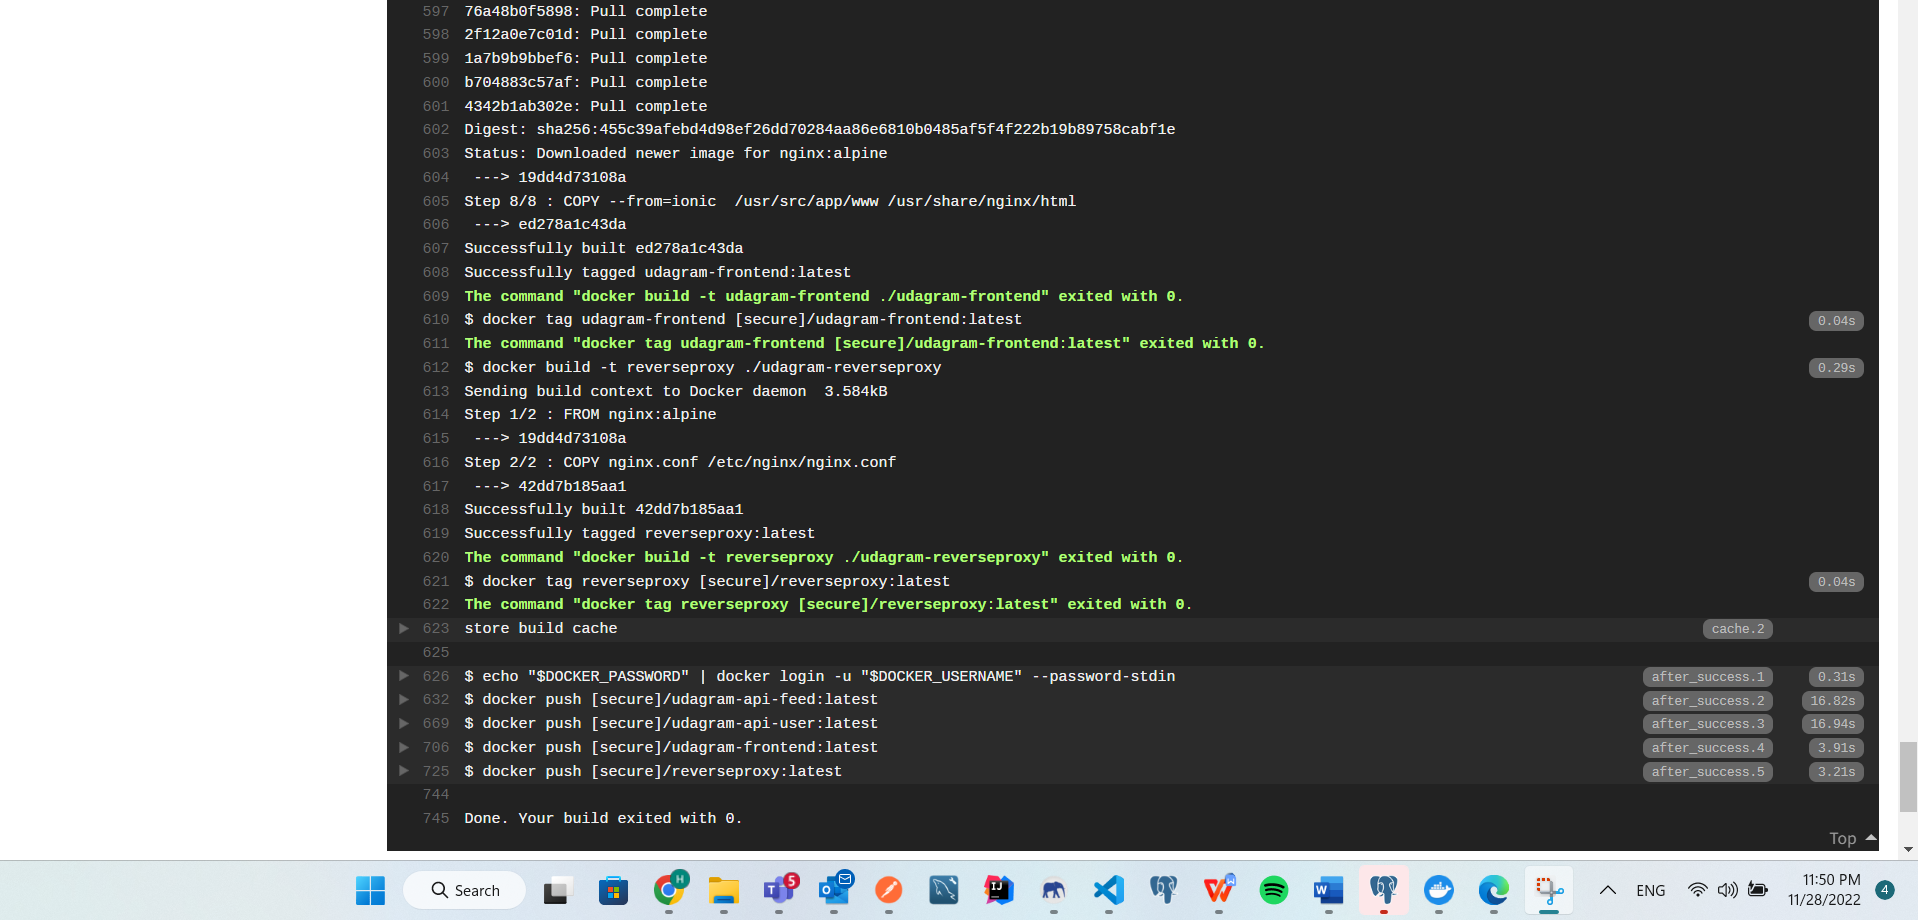 597 76a48b0f5898: Pull complete
598 2f12a0e7c01d: Pull complete
599 1a7b9b9bbef6: Pull complete
600 b704883c57af: Pull complete
601 4342b1ab302e: Pull complete
602 Digest: sha256:455c39afebd4d98ef26dd70284aa86e6810b0485af5f4f222b19b89758cabf1e
603 Status: Downloaded newer image for nginx:alpine
604  ---> 19dd4d73108a
605 Step 8/8 : COPY --from=ionic  /usr/src/app/www /usr/share/nginx/html
606  ---> ed278a1c43da
607 Successfully built ed278a1c43da
608 Successfully tagged udagram-frontend:latest
609 The command "docker build -t udagram-frontend ./udagram-frontend" exited with 0.
610 $ docker tag udagram-frontend [secure]/udagram-frontend:latest 0.04s
611 The command "docker tag udagram-frontend [secure]/udagram-frontend:latest" exited with 0.
612 $ docker build -t reverseproxy ./udagram-reverseproxy 0.29s
613 Sending build context to Docker daemon  3.584kB
614 Step 1/2 : FROM nginx:alpine
615  ---> 19dd4d73108a
616 Step 2/2 : COPY nginx.conf /etc/nginx/nginx.conf
617  ---> 42dd7b185aa1
618 Successfully built 42dd7b185aa1
619 Successfully tagged reverseproxy:latest
620 The command "docker build -t reverseproxy ./udagram-reverseproxy" exited with 0.
621 $ docker tag reverseproxy [secure]/reverseproxy:latest 0.04s
622 The command "docker tag reverseproxy [secure]/reverseproxy:latest" exited with 0.
623 store build cache cache.2
625
626 $ echo "$DOCKER_PASSWORD" | docker login -u "$DOCKER_USERNAME" --password-stdin after_success.1 0.31s
632 $ docker push [secure]/udagram-api-feed:latest after_success.2 16.82s
669 $ docker push [secure]/udagram-api-user:latest after_success.3 16.94s
706 $ docker push [secure]/udagram-frontend:latest after_success.4 3.91s
725 $ docker push [secure]/reverseproxy:latest after_success.5 3.21s
744
745 Done. Your build exited with 0.
Top
Search H T 5 O IJ W W ENG 11:50 PM 4
11/28/2022